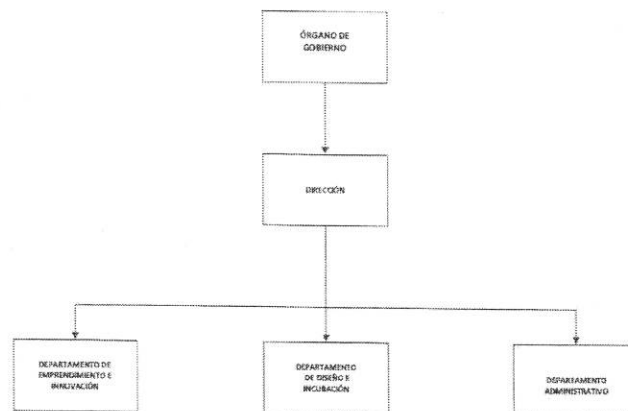 ÓRGANO DE
GOBIERNO
DIRECCIÓN
DEPARTAMENTO DE
EMPRENDIMIENTO E
INNOVACIÓN
DEPARTAMENTO
DE DISEÑO E
INCUBACIÓN
DEPARTAMENTO
ADMINISTRATIVO